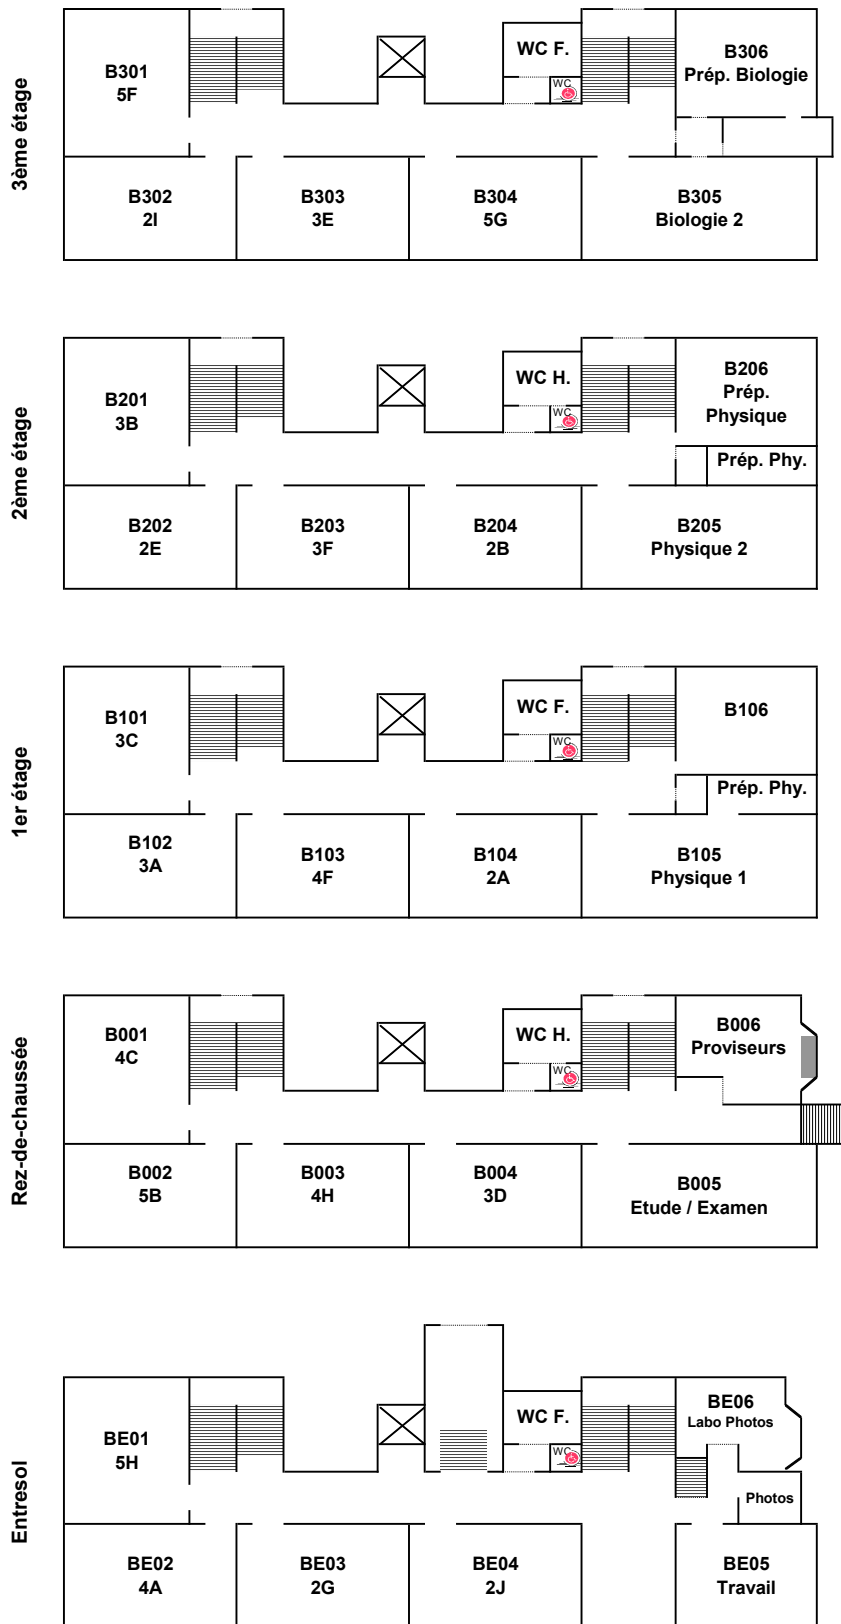 3ème étage
B301
5F
WC F.
WC
B306
Prép. Biologie
B302
2I
B303
3E
B304
5G
B305
Biologie 2
2ème étage
B201
3B
WC H.
WC
B206
Prép.
Physique
Prép. Phy.
B202
2E
B203
3F
B204
2B
B205
Physique 2
1er étage
B101
3C
WC F.
WC
B106
Prép. Phy.
B102
3A
B103
4F
B104
2A
B105
Physique 1
Rez-de-chaussée
B001
4C
WC H.
WC
B006
Proviseurs
B002
5B
B003
4H
B004
3D
B005
Etude / Examen
Entresol
BE01
5H
WC F.
WC
BE06
Labo Photos
Photos
BE02
4A
BE03
2G
BE04
2J
BE05
Travail